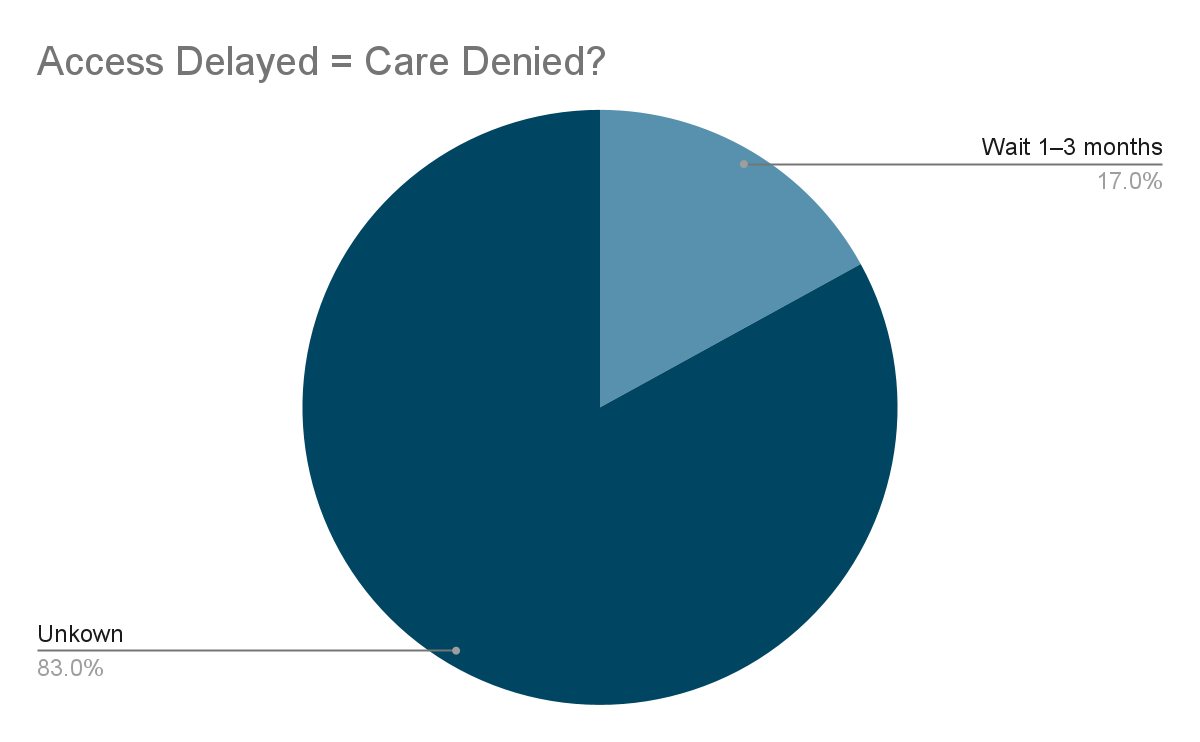 Access Delayed = Care Denied?
Wait 1–3 months
17.0%
Unkown
83.0%